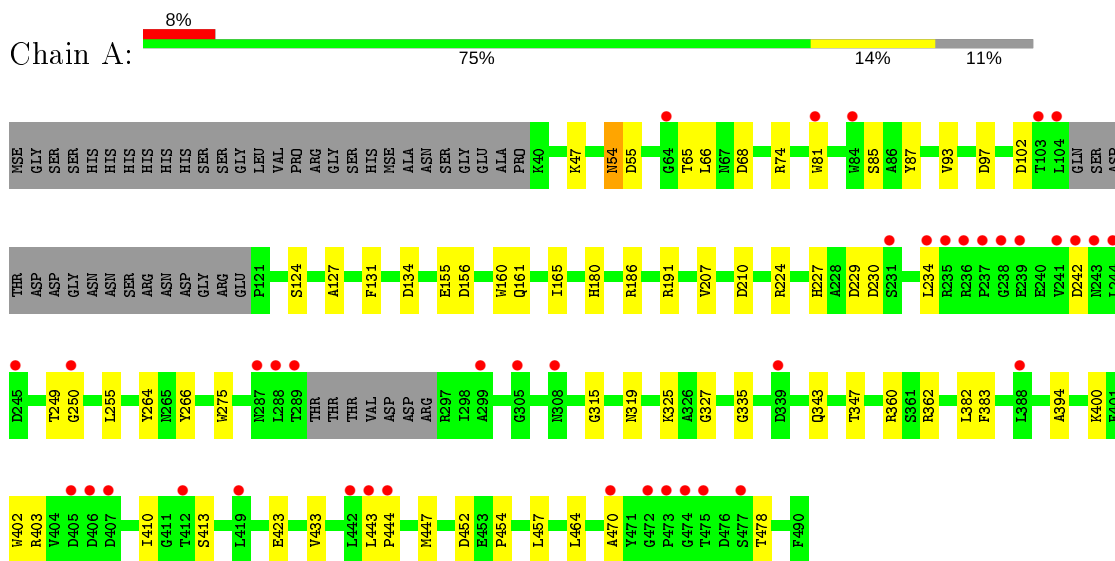 8%
Chain A:
75% 14% 11%
MSE GLY SER SER HIS HIS HIS HIS HIS HIS SER SER GLY LEU VAL PRO ARG GLY SER HIS MSE ALA ASN SER GLY GLU ALA PRO K40 K47 N54 D55 G64 T65 L66 N67 D68 R74 W81 W84 S85 A86 Y87 V93 D97 D102 T103 L104 GLN SER ASP
THR ASP ASP GLY ASN ASN SER ARG ASN ASP GLY ARG GLU P121 S124 A127 F131 D134 E155 D156 W160 Q161 I165 H180 R186 R191 V207 D210 R224 H227 A228 D229 D230 S231 L234 R235 R236 P237 G238 E239 E240 V241 D242 N243 L244
D245 T249 G250 L255 Y264 N265 Y266 W275 N287 L288 T289 THR THR THR VAL ASP ASP ARG R297 I298 A299 G305 N308 G315 N319 K325 A326 G327 G335 D339 Q343 T347 R360 S361 R362 L382 F383 L388 A394 K400
W402 R403 V404 D405 D406 D407 I410 G411 T412 S413 L419 E423 V433 L442 L443 P444 M447 D452 E453 P454 L457 L464 A470 Y471 G472 P473 G474 T475 D476 S477 T478 F490